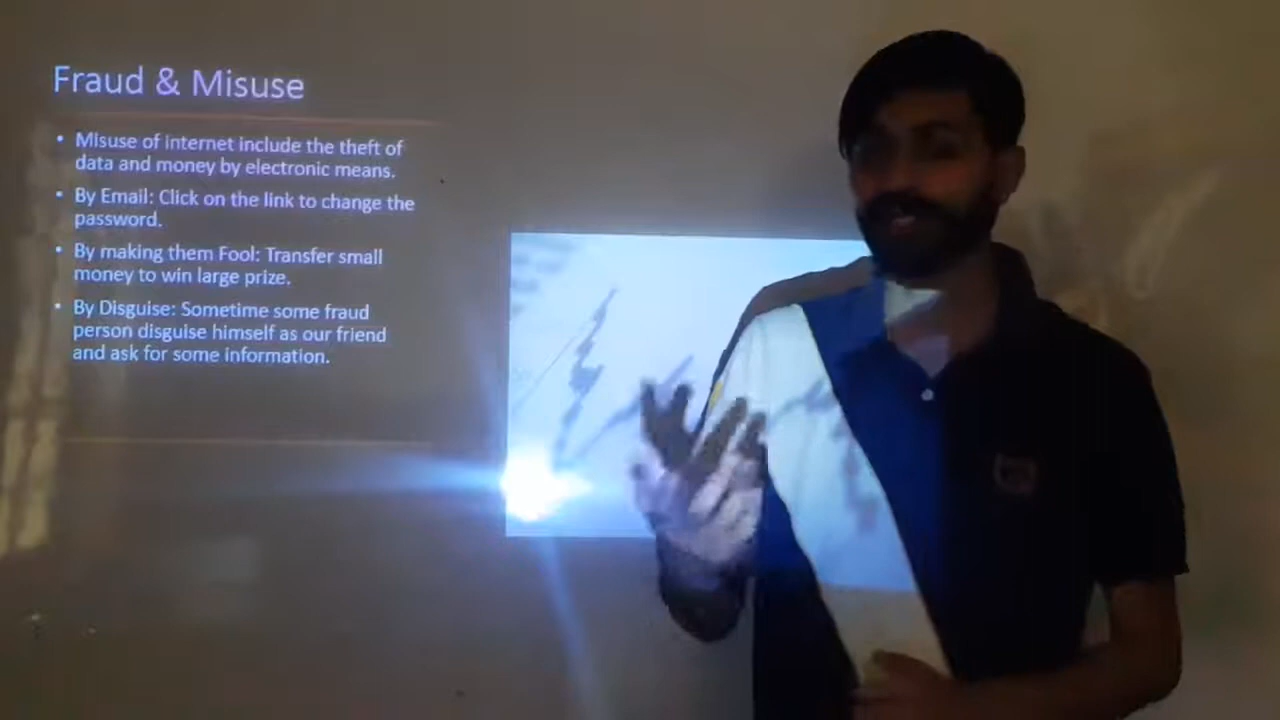 Fraud & Misuse
• Misuse of internet include the theft of
data and money by electronic means.
• By Email: Click on the link to change the
password.
• By making them Fool: Transfer small
money to win large prize.
• By Disguise: Sometime some fraud
person disguise himself as our friend
and ask for some information.